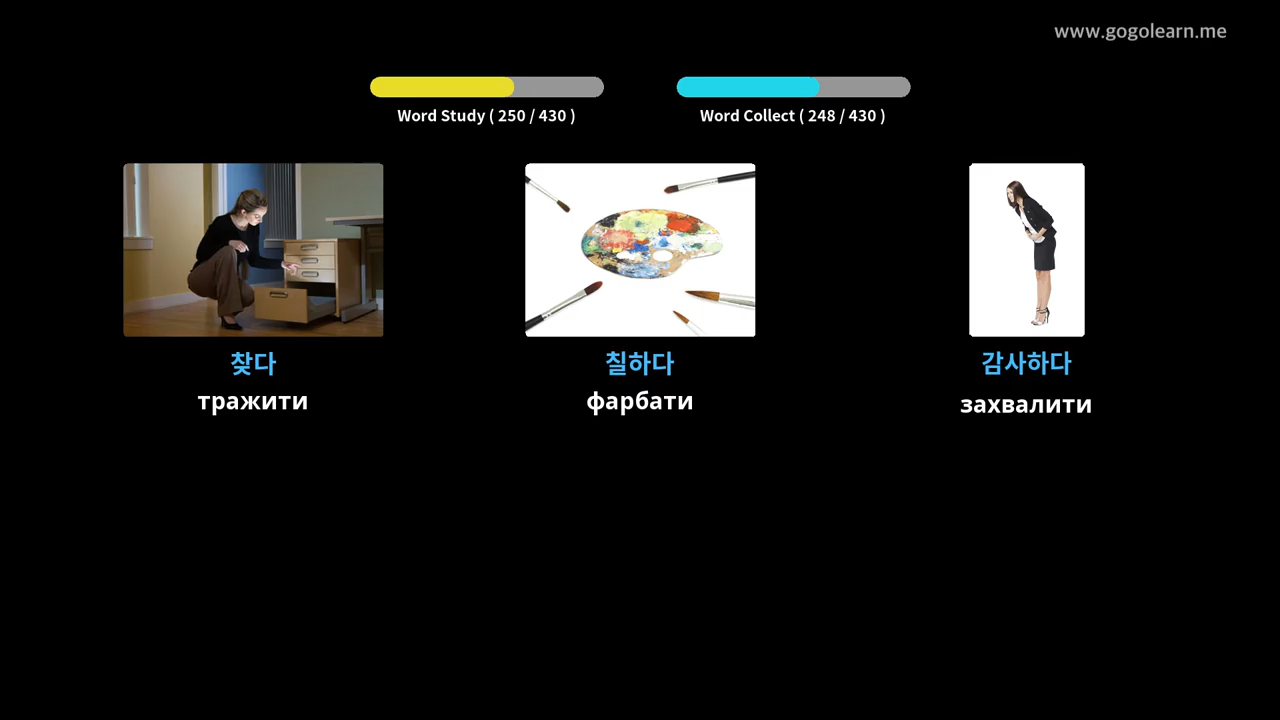 www.gogolearn.me
Word Study ( 250 / 430 )
Word Collect ( 248 / 430 )
찾다
칠하다
감사하다
тражити
фарбати
захвалити